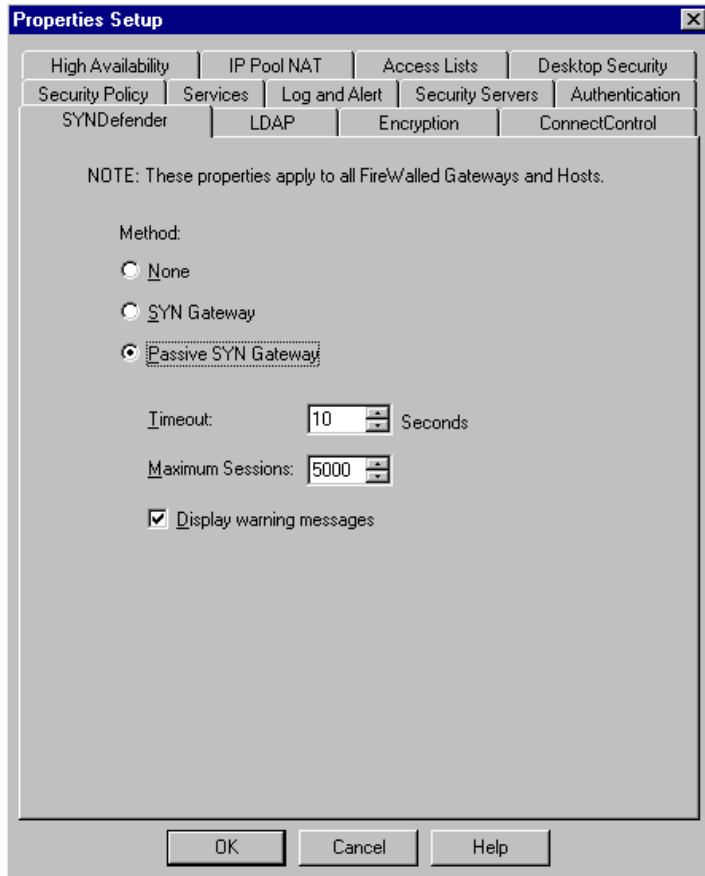 Properties Setup
High Availability IP Pool NAT Access Lists Desktop Security
Security Policy Services Log and Alert Security Servers Authentication
SYNDefender LDAP Encryption ConnectControl
NOTE: These properties apply to all FireWalled Gateways and Hosts.
Method:
None
SYN Gateway
Passive SYN Gateway
Timeout: 10 Seconds
Maximum Sessions: 5000
Display warning messages
OK Cancel Help